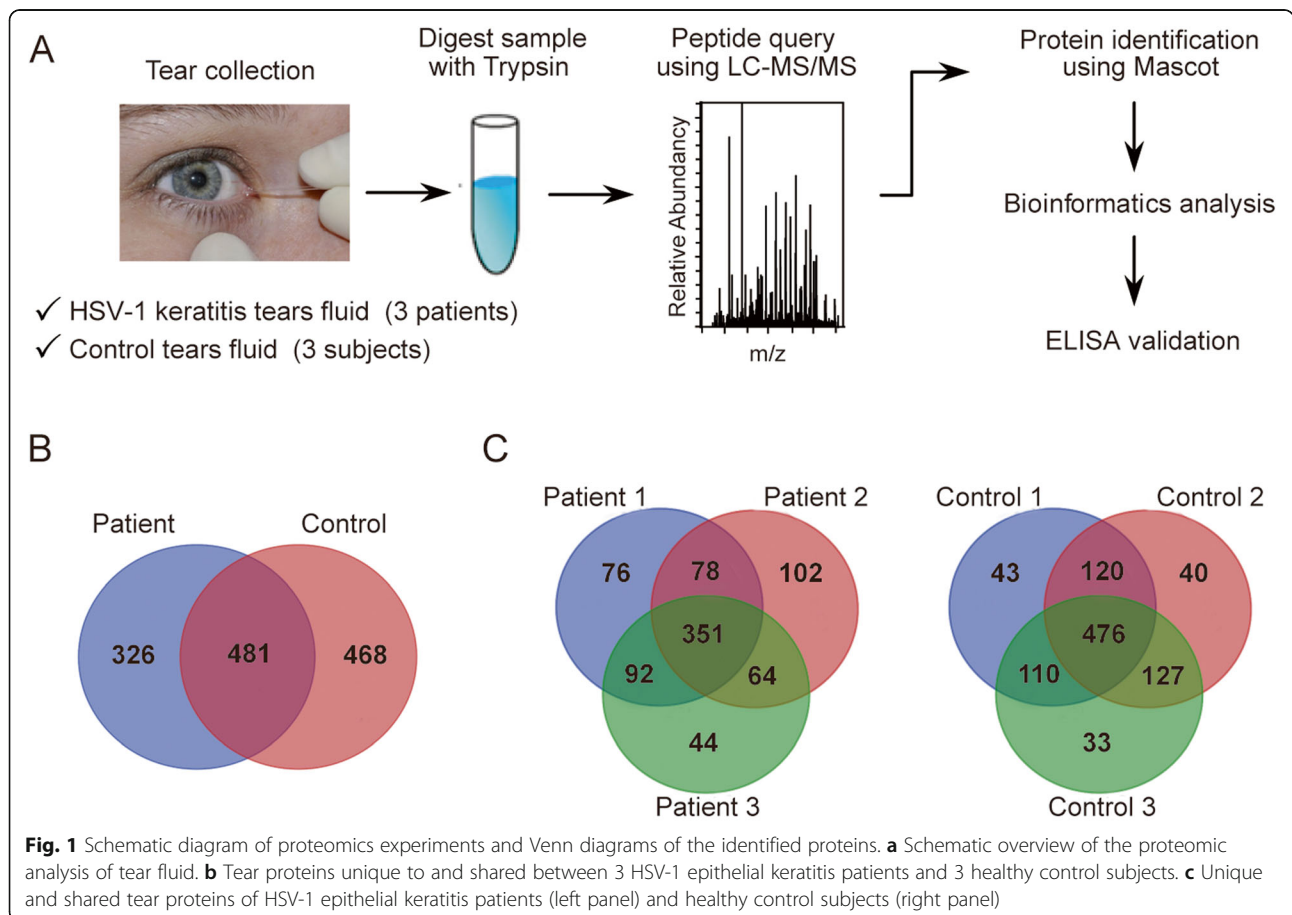 A
Tear collection
Digest sample
with Trypsin
Peptide query
using LC-MS/MS
Protein identification
using Mascot
Relative Abundancy
m/z
Bioinformatics analysis
ELISA validation
✓ HSV-1 keratitis tears fluid (3 patients)
✓ Control tears fluid (3 subjects)
B
Patient
Control
326
481
468
C
Patient 1
Patient 2
76
78
102
351
92
64
44
Patient 3
Control 1
Control 2
43
120
40
476
110
127
33
Control 3
Fig. 1 Schematic diagram of proteomics experiments and Venn diagrams of the identified proteins. a Schematic overview of the proteomic
analysis of tear fluid. b Tear proteins unique to and shared between 3 HSV-1 epithelial keratitis patients and 3 healthy control subjects. c Unique
and shared tear proteins of HSV-1 epithelial keratitis patients (left panel) and healthy control subjects (right panel)